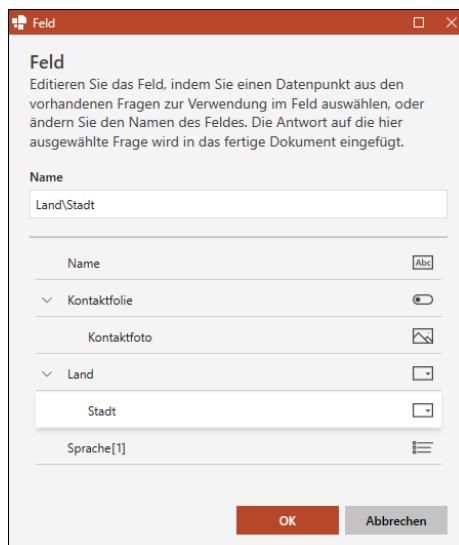 Feld
Feld
Editieren Sie das Feld, indem Sie einen Datenpunkt aus den
vorhandenen Fragen zur Verwendung im Feld auswählen, oder
ändern Sie den Namen des Feldes. Die Antwort auf die hier
ausgewählte Frage wird in das fertige Dokument eingefügt.
Name
Land\Stadt
Name Abc
Kontaktfolie
Kontaktfoto
Land
Stadt
Sprache[1]
OK Abbrechen